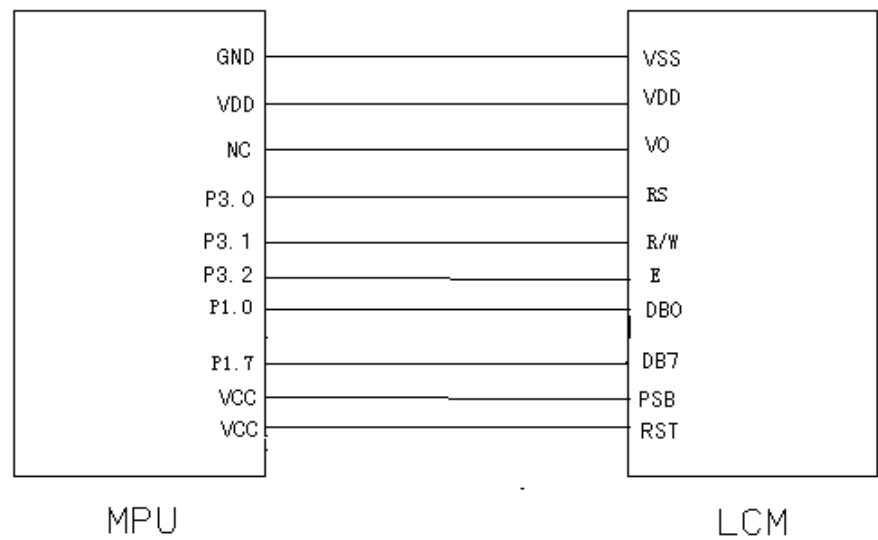 GND VSS
VDD VDD
NC VO
P3.0 RS
P3.1 R/W
P3.2 E
P1.0 DB0
P1.7 DB7
VCC PSB
VCC RST
MPU LCM